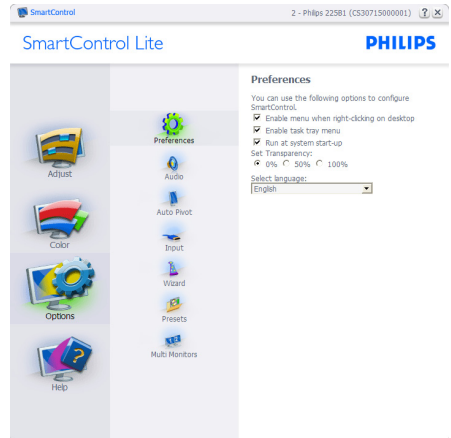 SmartControl
2 - Philips 225B1 (CS30715000001)
SmartControl Lite
PHILIPS
Adjust
Color
Options
Help
Preferences
Audio
Auto Pivot
Input
Wizard
Presets
Multi Monitors
Preferences
You can use the following options to configure
SmartControl.
Enable menu when right-clicking on desktop
Enable task tray menu
Run at system start-up
Set Transparency:
0% 50% 100%
Select language:
English